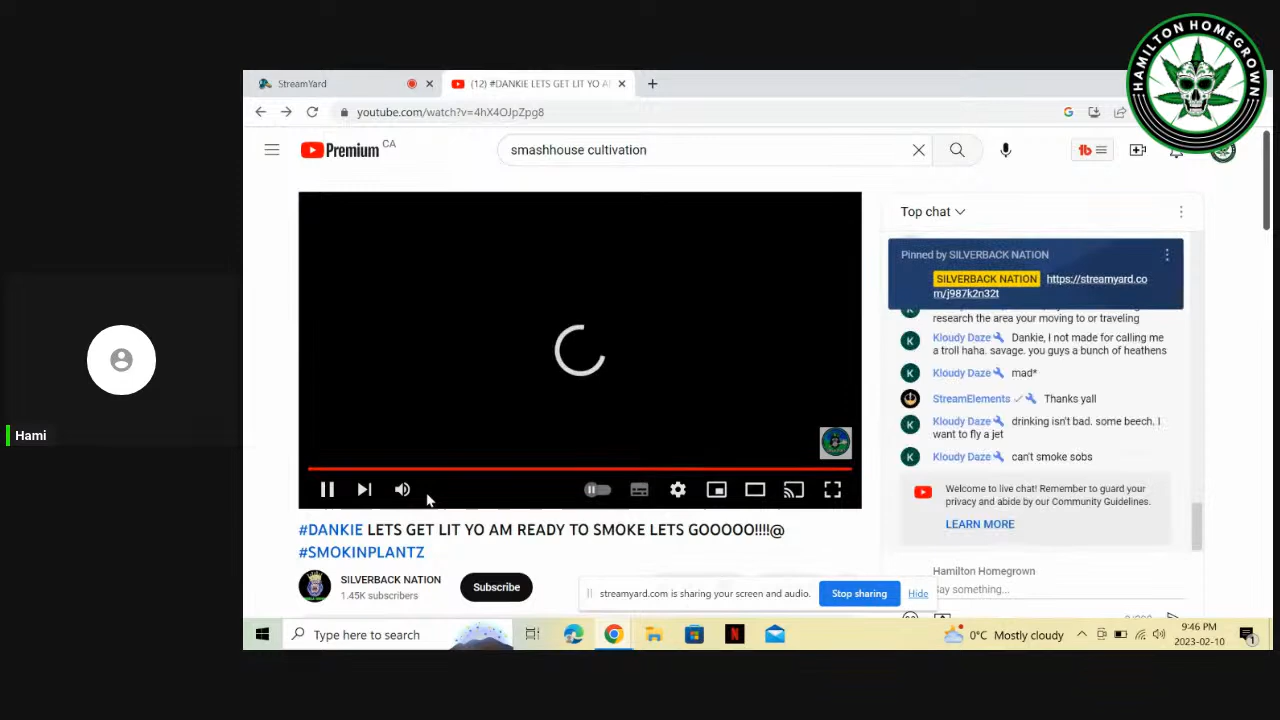 HAMILTON HOMEGROWN
StreamYard
(12) #DANKIE LETS GET LIT YO AM
youtube.com/watch?v=4hX4OJpZpg8
Premium CA
smashhouse cultivation
Top chat
Pinned by SILVERBACK NATION
SILVERBACK NATION https://streamyard.co
m/j987k2n32t
research the area your moving to or traveling
Kloudy Daze Dankie, I not made for calling me
a troll haha. savage. you guys a bunch of heathens
Kloudy Daze mad*
StreamElements Thanks yall
Kloudy Daze drinking isn't bad. some beech. I
want to fly a jet
Kloudy Daze can't smoke sobs
Welcome to live chat! Remember to guard your
privacy and abide by our Community Guidelines.
LEARN MORE
Hamilton Homegrown
Say something...
Hami
#DANKIE LETS GET LIT YO AM READY TO SMOKE LETS GOOOOO!!!!@
#SMOKINPLANTZ
SILVERBACK NATION
1.45K subscribers
Subscribe
streamyard.com is sharing your screen and audio.
Stop sharing
Hide
Type here to search
0°C Mostly cloudy
9:46 PM
2023-02-10